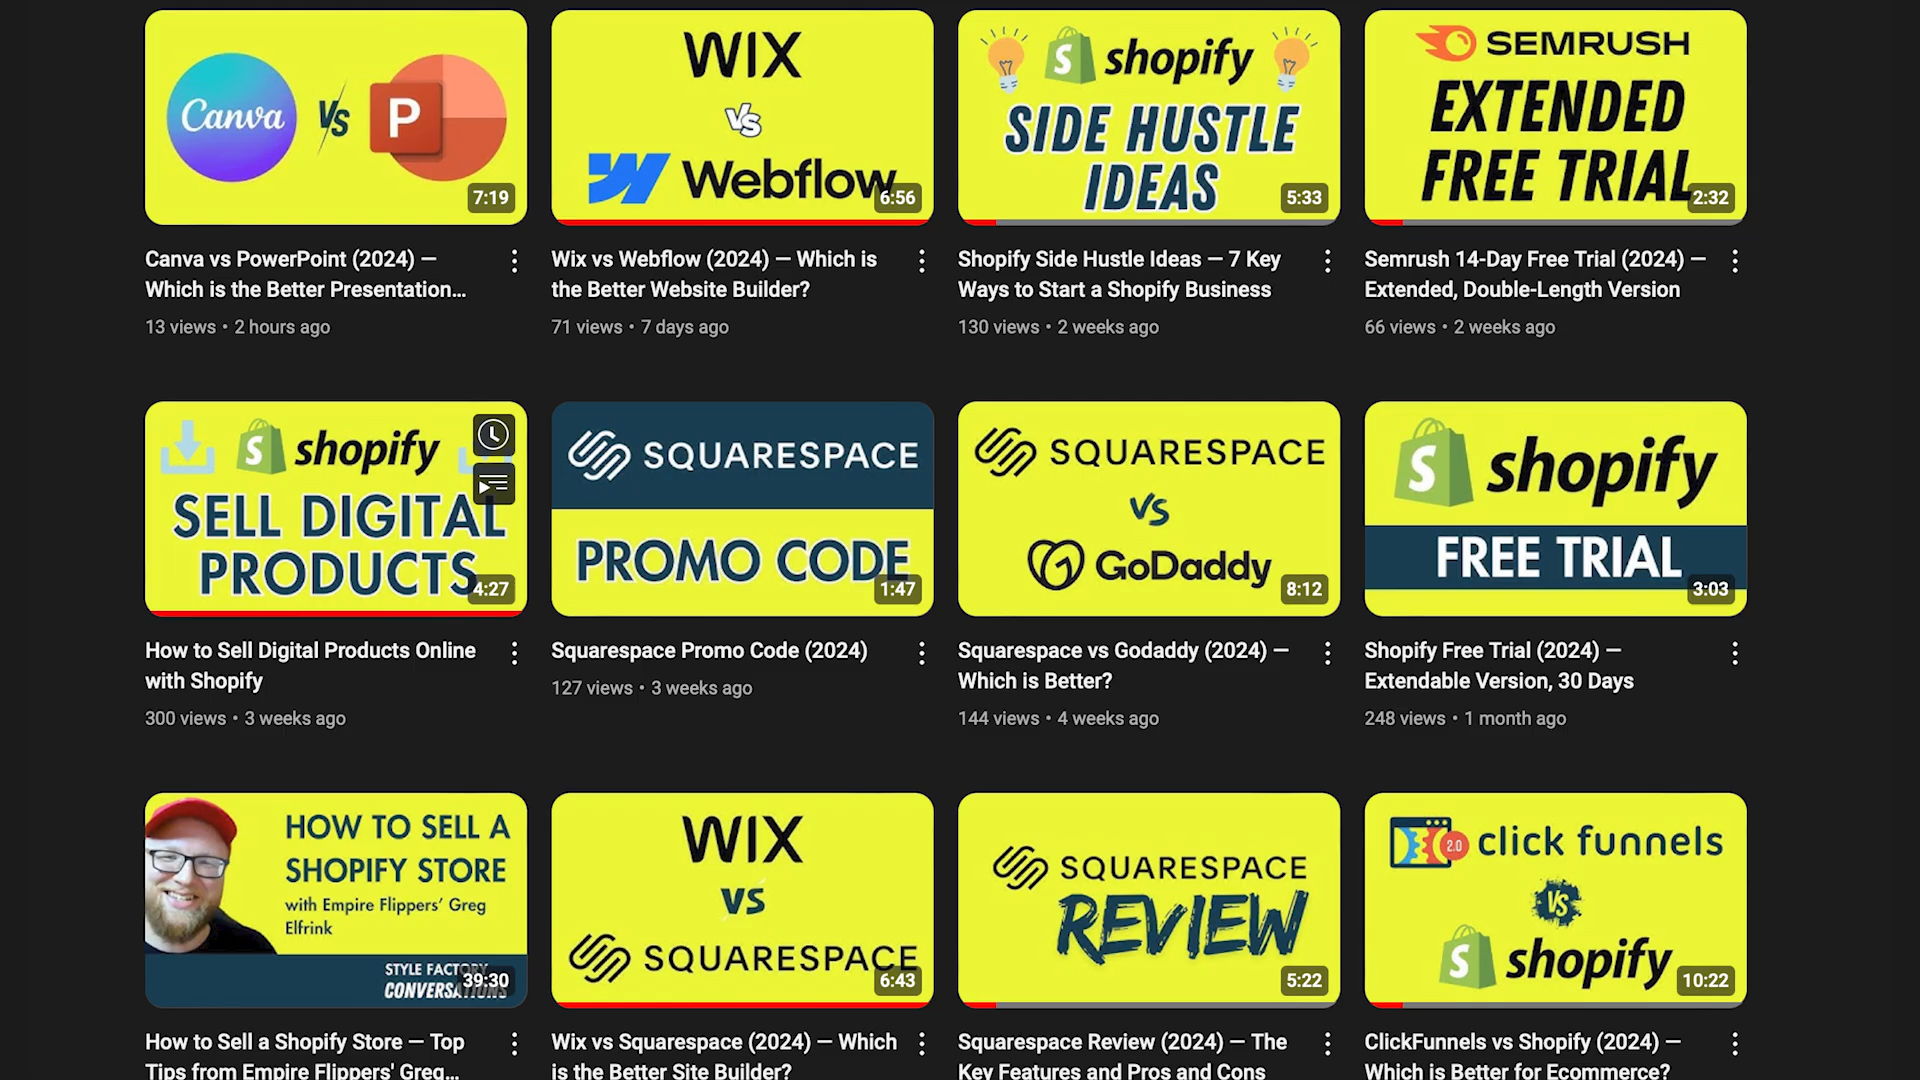 Canva VS P
7:19
WIX
VS
Webflow
6:56
shopify
SIDE HUSTLE
IDEAS
5:33
SEMRUSH
EXTENDED
FREE TRIAL
2:32
Canva vs PowerPoint (2024) —
Which is the Better Presentation...
13 views • 2 hours ago
Wix vs Webflow (2024) — Which is
the Better Website Builder?
71 views • 7 days ago
Shopify Side Hustle Ideas — 7 Key
Ways to Start a Shopify Business
130 views • 2 weeks ago
Semrush 14-Day Free Trial (2024) —
Extended, Double-Length Version
66 views • 2 weeks ago
S shopify
SELL DIGITAL
PRODUCTS
4:27
SQUARESPACE
PROMO CODE
1:47
SQUARESPACE
VS
GoDaddy
8:12
S shopify
FREE TRIAL
3:03
How to Sell Digital Products Online
with Shopify
300 views • 3 weeks ago
Squarespace Promo Code (2024)
127 views • 3 weeks ago
Squarespace vs Godaddy (2024) —
Which is Better?
144 views • 4 weeks ago
Shopify Free Trial (2024) —
Extendable Version, 30 Days
248 views • 1 month ago
HOW TO SELL A
SHOPIFY STORE
with Empire Flippers' Greg
Elfrink
STYLE FACTORY
CONVERSATIONS
39:30
WIX
VS
SQUARESPACE
6:43
SQUARESPACE
REVIEW
5:22
2.0 click funnels
VS
S shopify
10:22
How to Sell a Shopify Store — Top
Tips from Empire Flippers' Greg...
Wix vs Squarespace (2024) — Which
is the Better Site Builder?
Squarespace Review (2024) — The
Key Features and Pros and Cons
ClickFunnels vs Shopify (2024) —
Which is Better for Ecommerce?